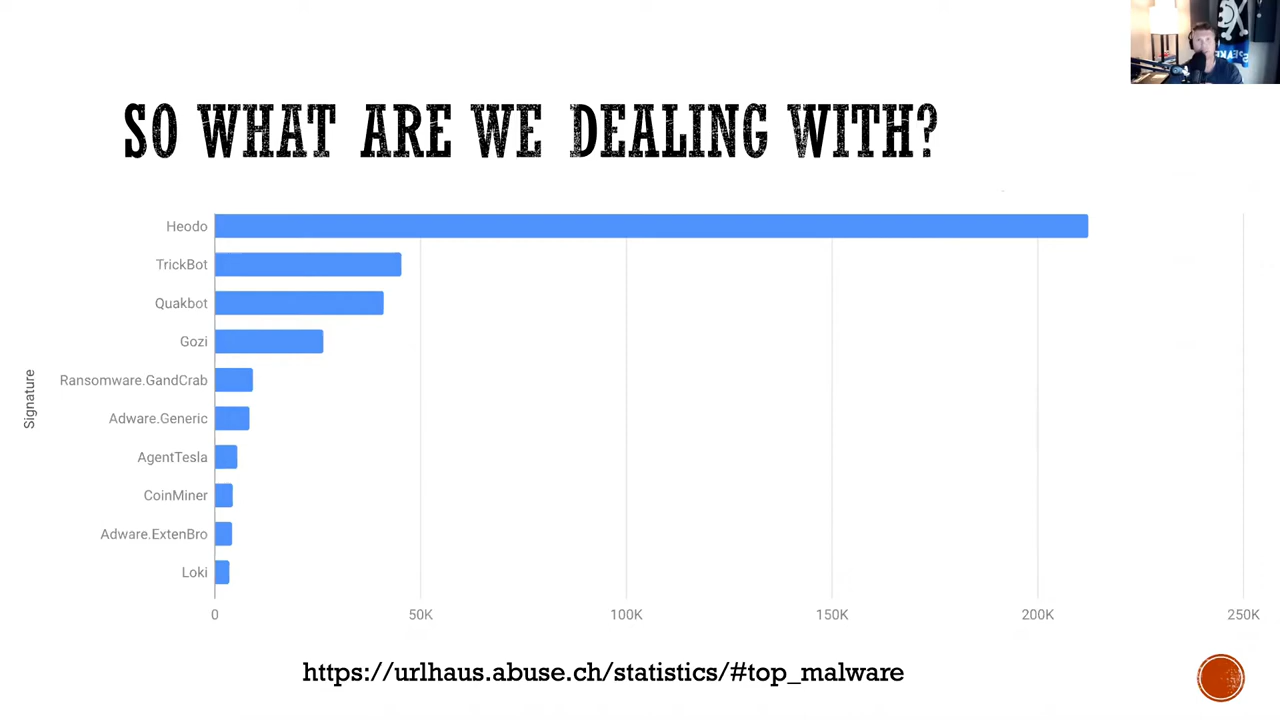 SO WHAT ARE WE DEALING WITH?
Heodo
TrickBot
Quakbot
Gozi
Ransomware.GandCrab
Adware.Generic
AgentTesla
CoinMiner
Adware.ExtenBro
Loki
Signature
0 50K 100K 150K 200K 250K
https://urlhaus.abuse.ch/statistics/#top_malware